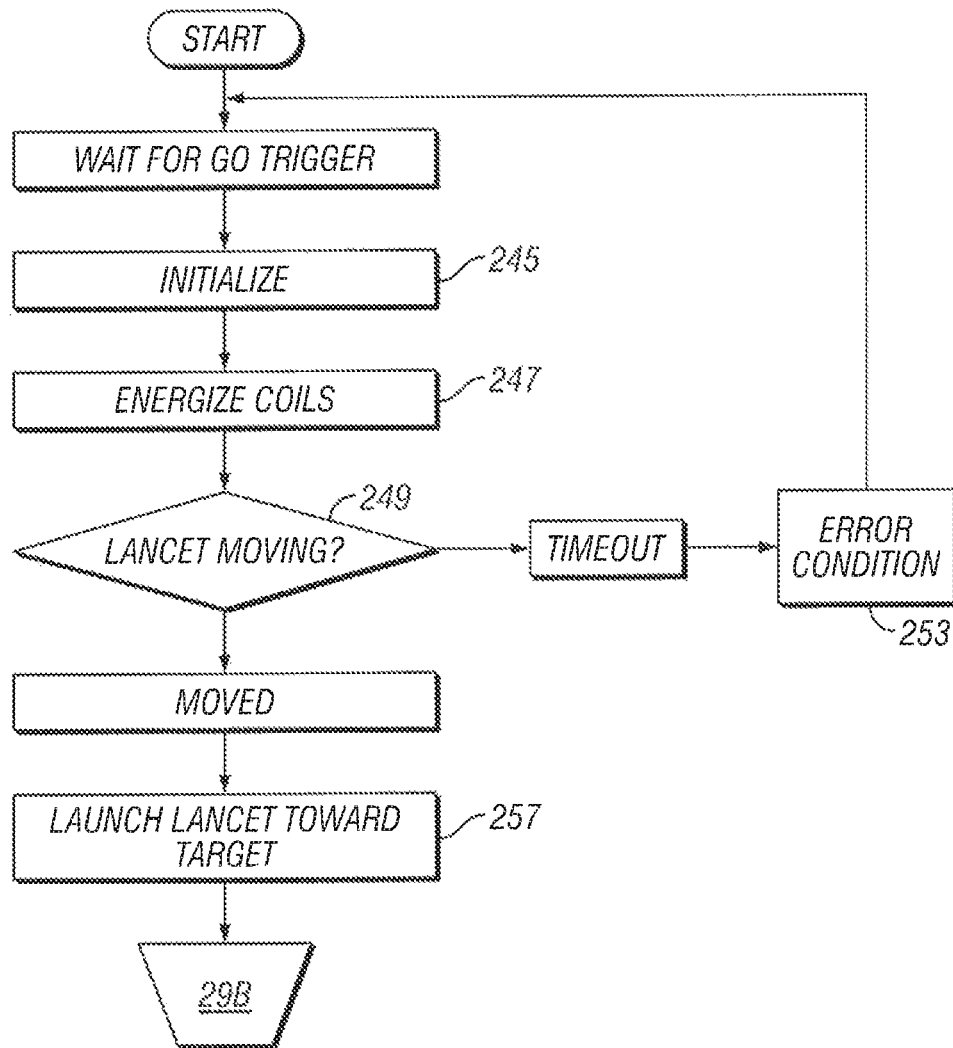 START
WAIT FOR GO TRIGGER
INITIALIZE
245
ENERGIZE COILS
247
249
LANCET MOVING?
TIMEOUT
ERROR
CONDITION
253
MOVED
LAUNCH LANCET TOWARD
TARGET
257
29B